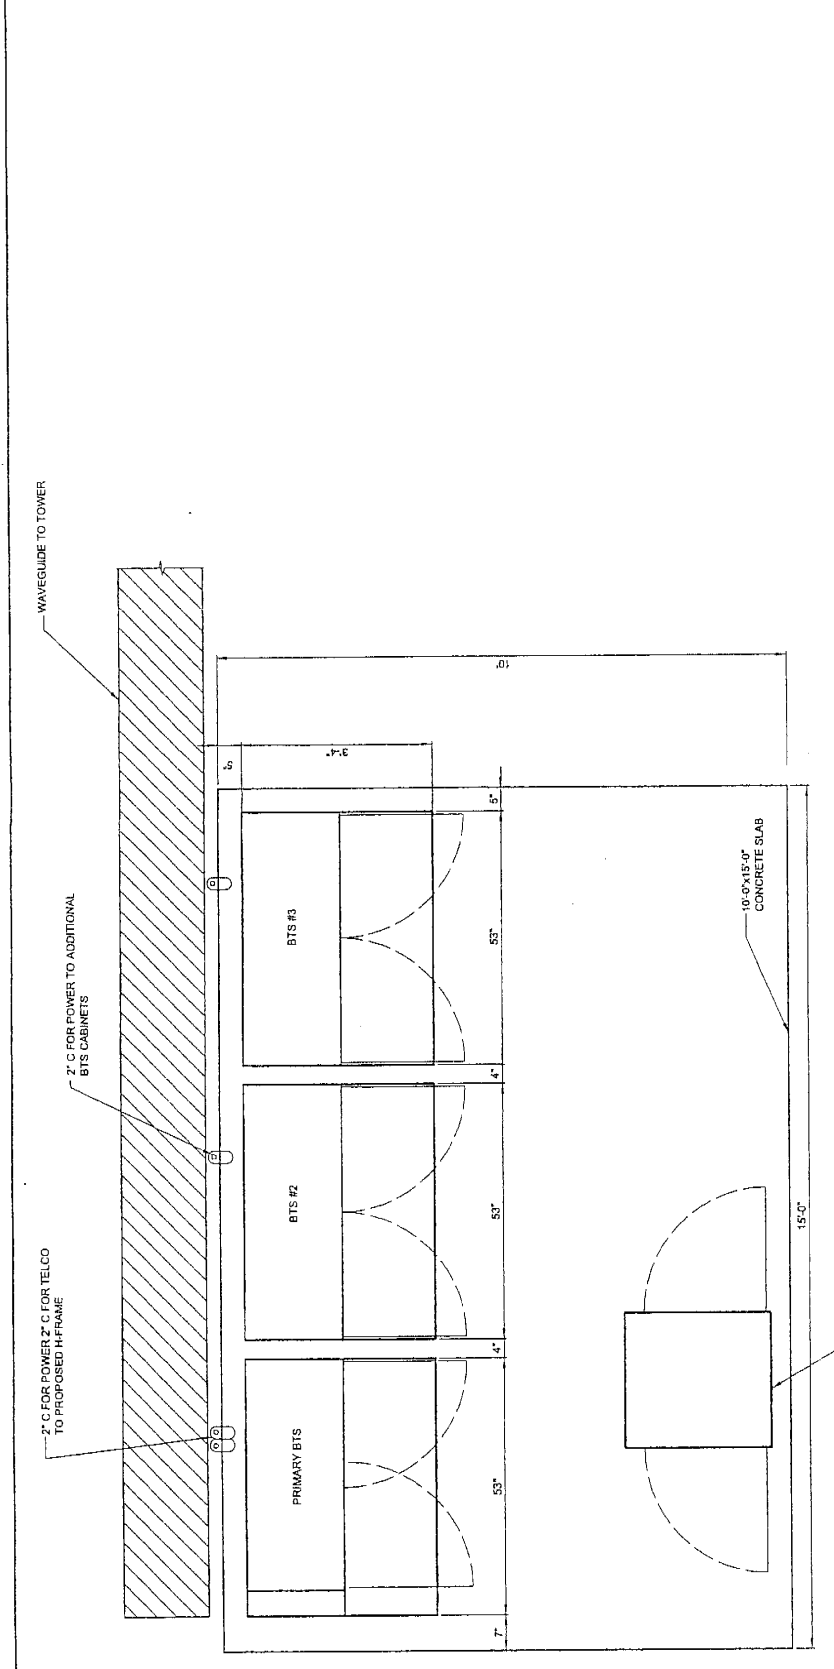 WAVEGUIDE TO TOWER
2" C FOR POWER TO ADDITIONAL
BTS CABINETS
2" C FOR POWER 2" C FOR TELCO
TO PROPOSED H-FRAME
PRIMARY BTS
BTS #2
BTS #3
7"
53"
4"
53"
4"
53"
5"
5"
3'-4"
10'
10'-0"x15'-0"
CONCRETE SLAB
15'-0"